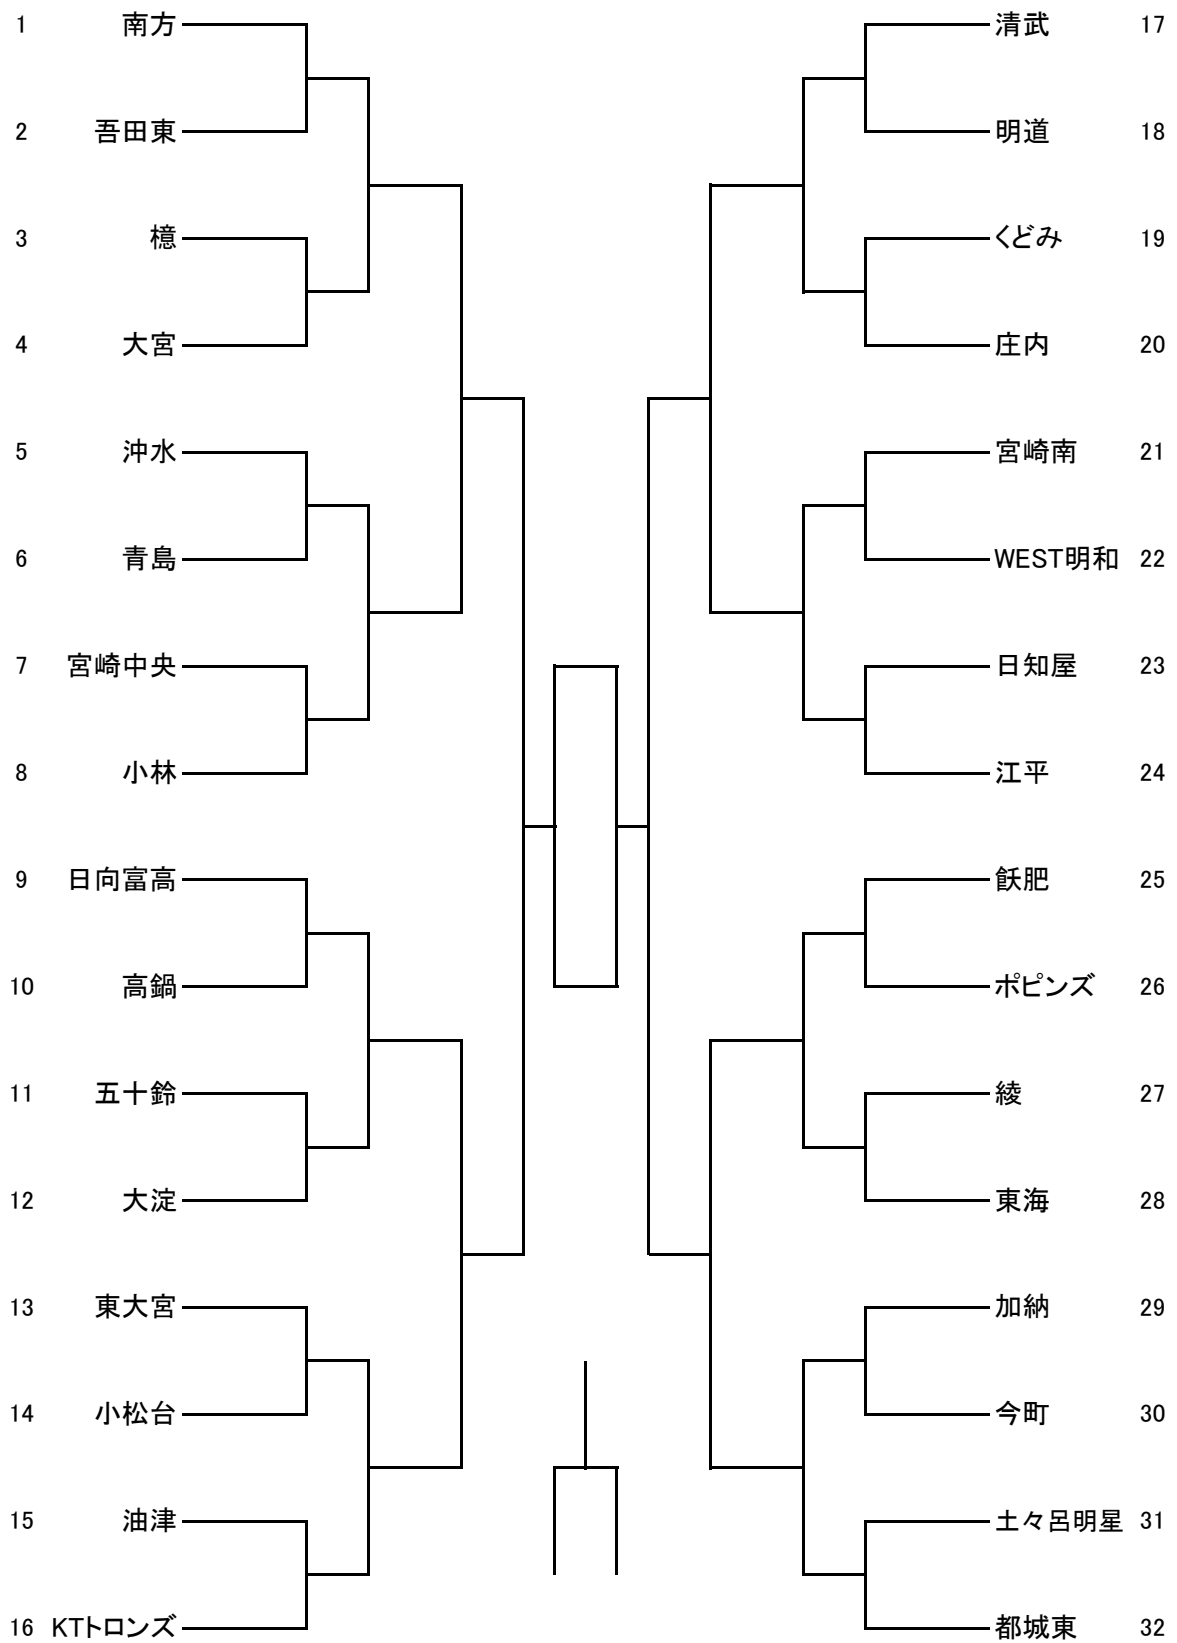 1 南方
2 吾田東
3 檍
4 大宮
5 沖水
6 青島
7 宮崎中央
8 小林
9 日向富高
10 高鍋
11 五十鈴
12 大淀
13 東大宮
14 小松台
15 油津
16 KTトロンズ
清武 17
明道 18
くどみ 19
庄内 20
宮崎南 21
WEST明和 22
日知屋 23
江平 24
飫肥 25
ポピンズ 26
綾 27
東海 28
加納 29
今町 30
土々呂明星 31
都城東 32